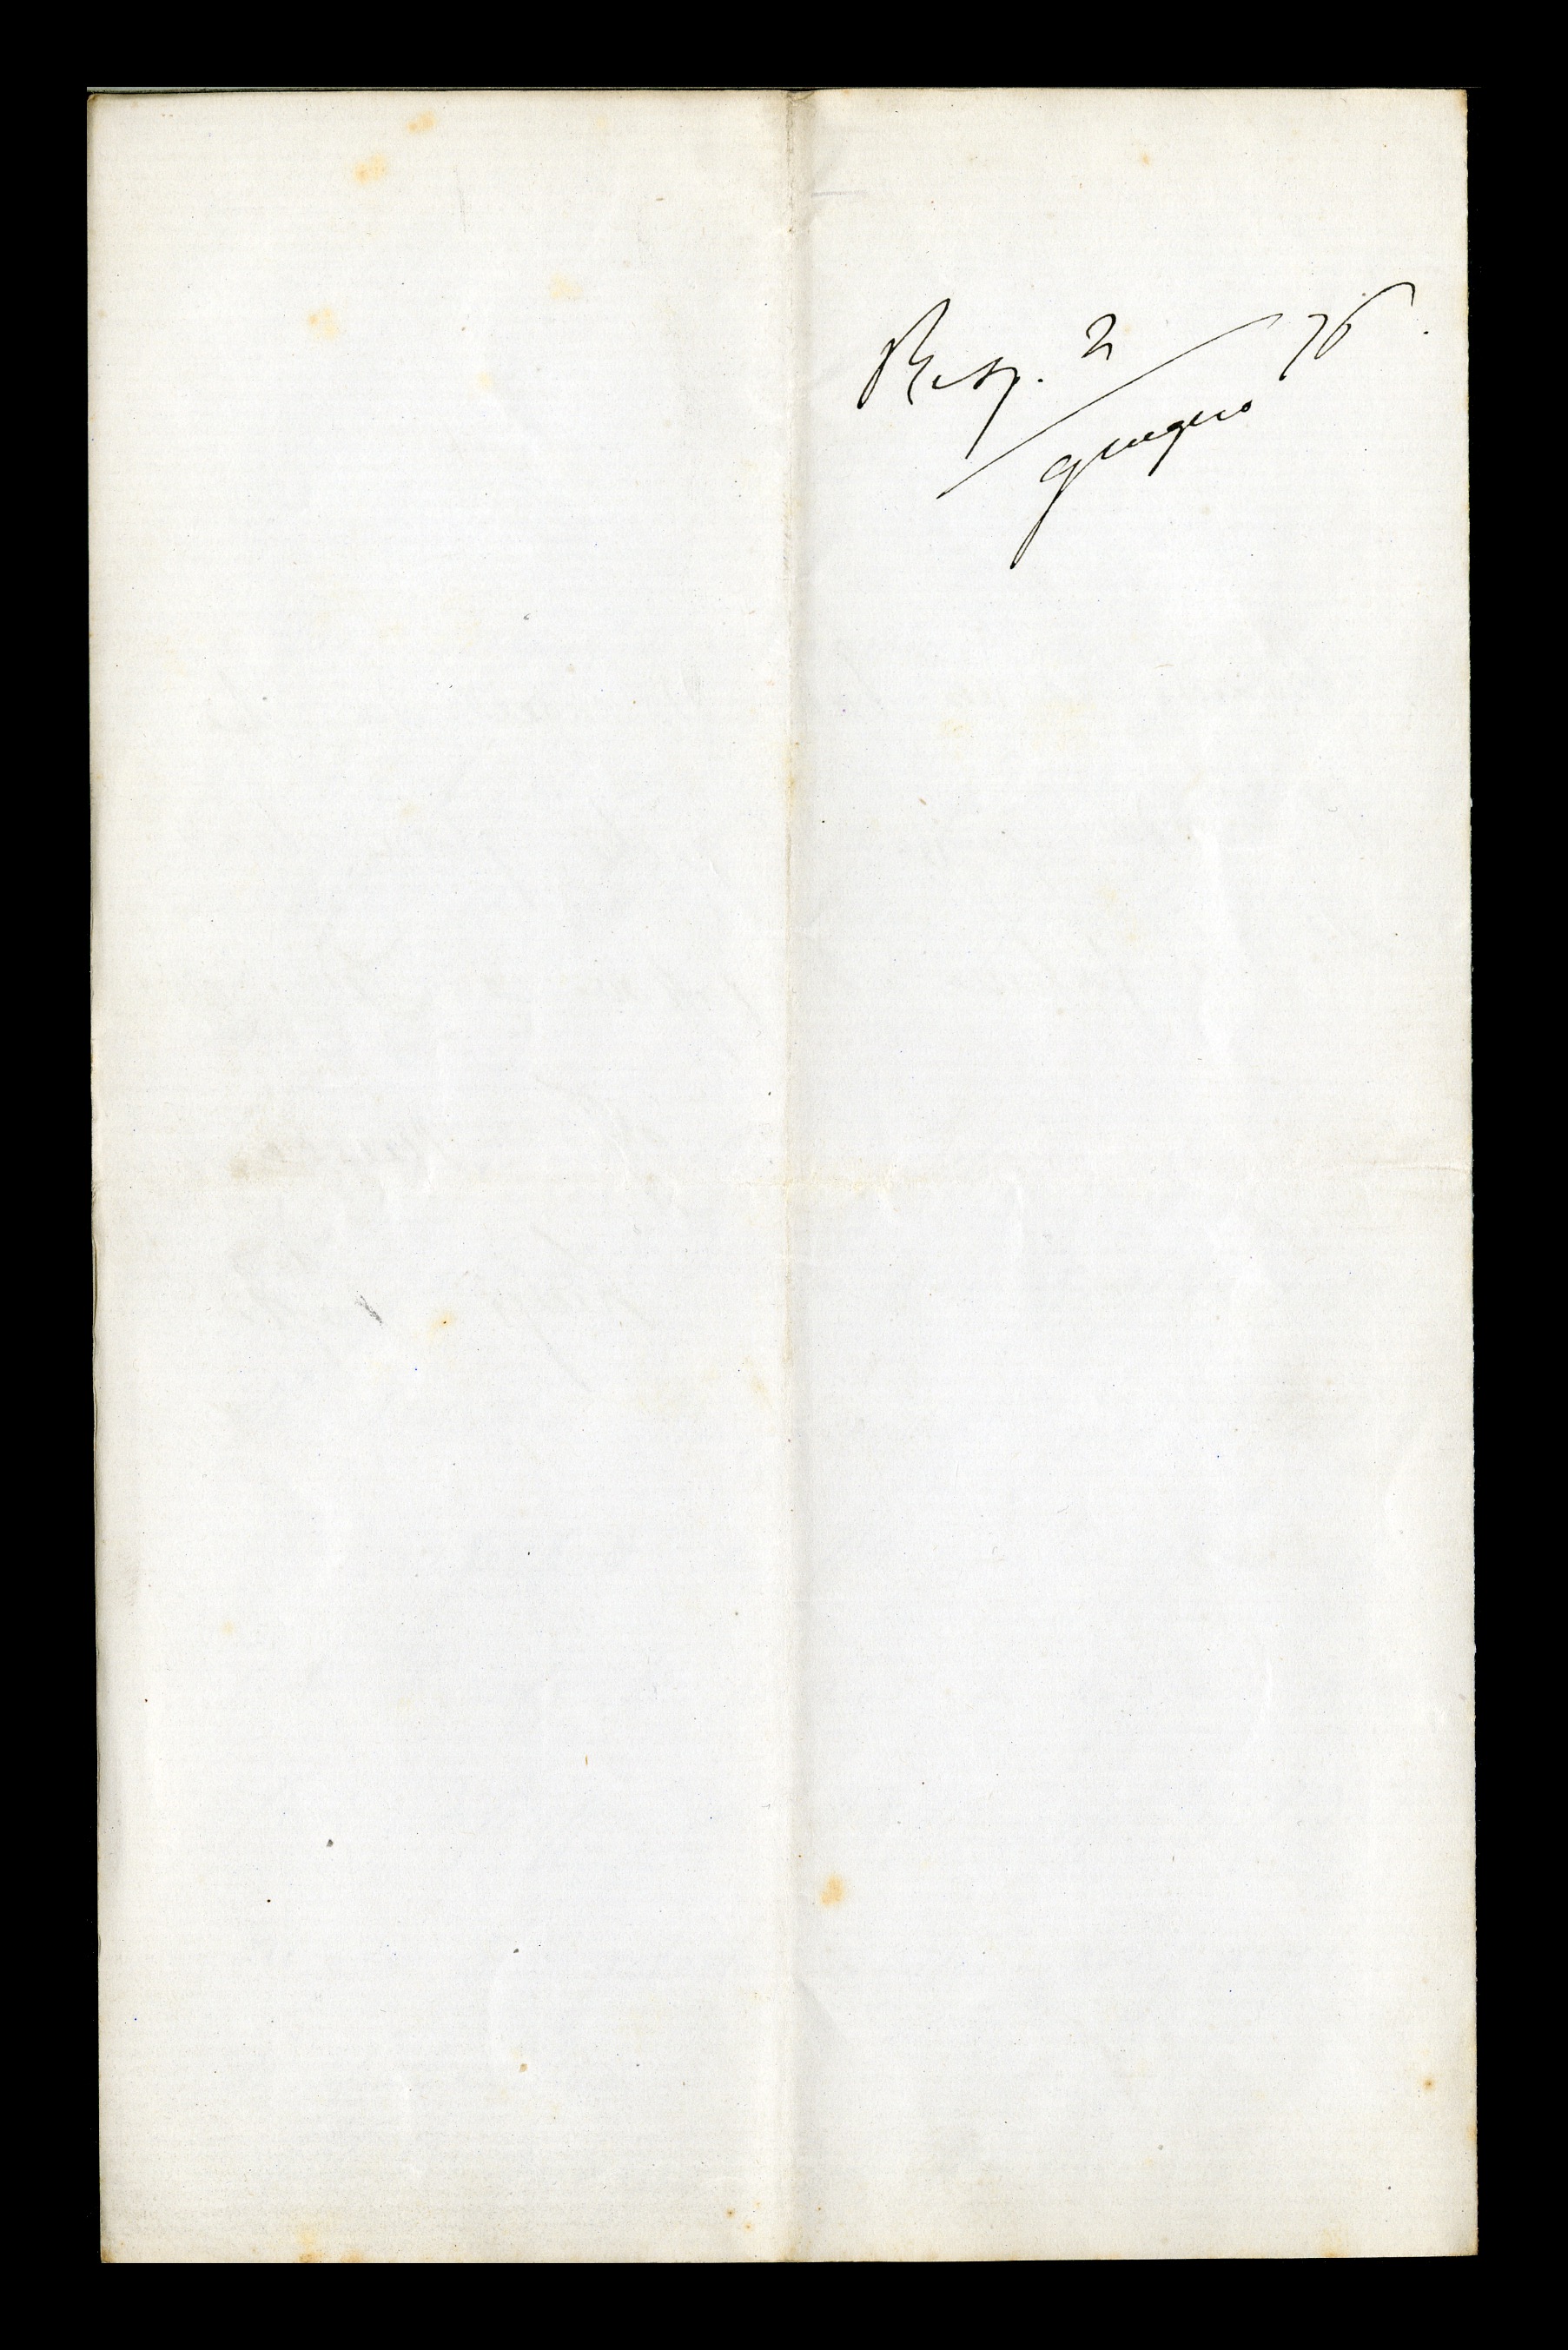 Risp. 2 / 76.
giugno